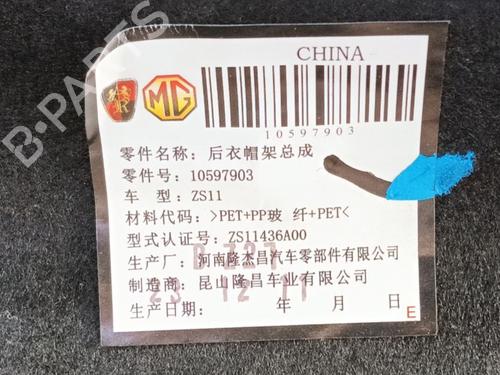 CHINA
MG
10597903
零件名称: 后衣帽架总成
零件号: 10597903
车 型: ZS11
材料代码: >PET+PP玻 纤+PET<
型式认证号: ZS11436A00
生产厂: 河南隆杰昌汽车零部件有限公司
制造商: 昆山隆昌车业有限公司
23 12 11
生产日期: 年 月 日
E
B-PARTS